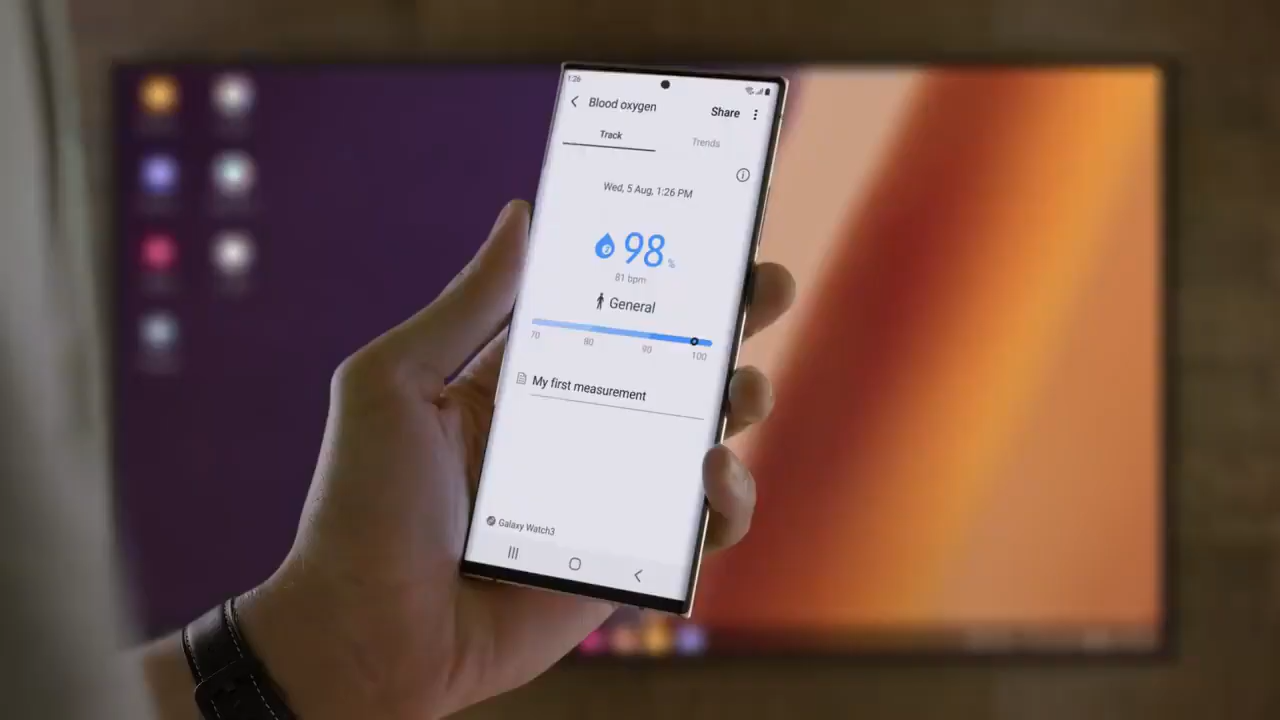 1:26
Blood oxygen
Share
Track
Trends
Wed, 5 Aug, 1:26 PM
98 %
81 bpm
General
70 80 90 100
My first measurement
Galaxy Watch3